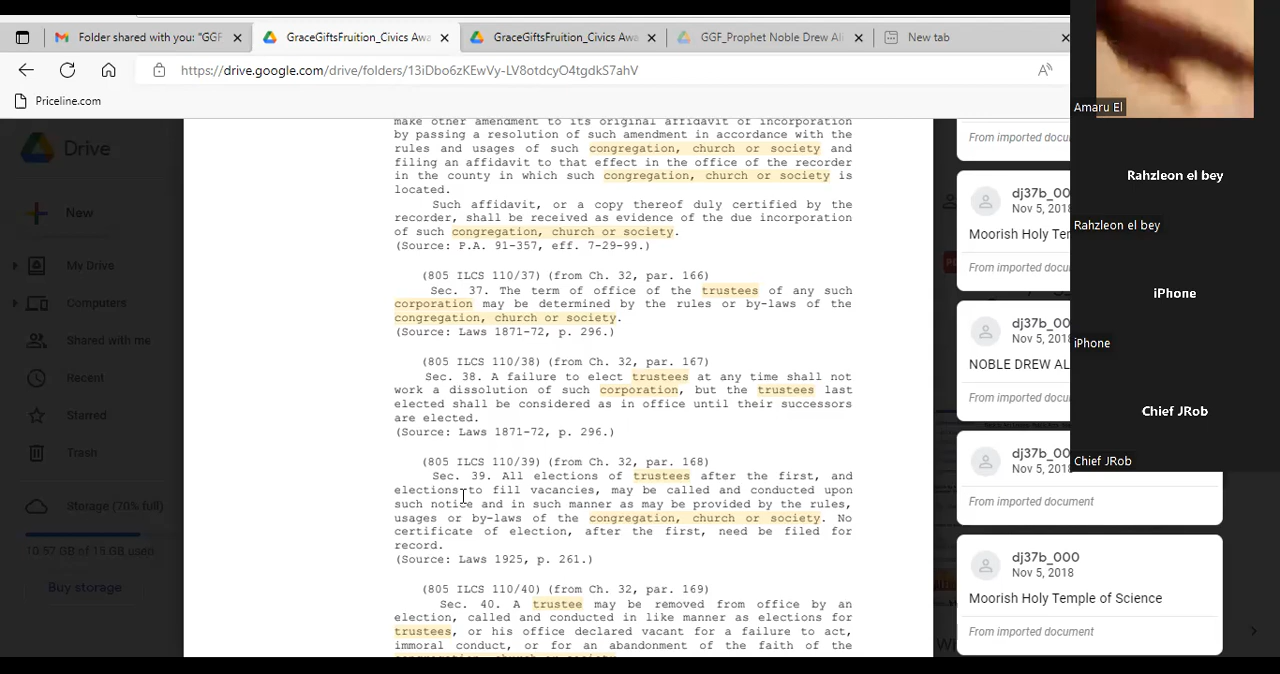 Folder shared with you: "GGF
GraceGiftsFruition_Civics Awa
GraceGiftsFruition_Civics Awa
GGF_Prophet Noble Drew Ali
New tab
https://drive.google.com/drive/folders/13iDbo6zKEwVy-LV8otdcyO4tgdkS7ahV
Priceline.com
Drive
New
My Drive
Computers
Shared with me
Recent
Starred
Trash
Storage (70% full)
10.57 GB of 15 GB used
Buy storage
make other amendment to its original affidavit of incorporation
by passing a resolution of such amendment in accordance with the
rules and usages of such congregation, church or society and
filing an affidavit to that effect in the office of the recorder
in the county in which such congregation, church or society is
located.
Such affidavit, or a copy thereof duly certified by the
recorder, shall be received as evidence of the due incorporation
of such congregation, church or society.
(Source: P.A. 91-357, eff. 7-29-99.)
(805 ILCS 110/37) (from Ch. 32, par. 166)
Sec. 37. The term of office of the trustees of any such
corporation may be determined by the rules or by-laws of the
congregation, church or society.
(Source: Laws 1871-72, p. 296.)
(805 ILCS 110/38) (from Ch. 32, par. 167)
Sec. 38. A failure to elect trustees at any time shall not
work a dissolution of such corporation, but the trustees last
elected shall be considered as in office until their successors
are elected.
(Source: Laws 1871-72, p. 296.)
(805 ILCS 110/39) (from Ch. 32, par. 168)
Sec. 39. All elections of trustees after the first, and
elections to fill vacancies, may be called and conducted upon
such notice and in such manner as may be provided by the rules,
usages or by-laws of the congregation, church or society. No
certificate of election, after the first, need be filed for
record.
(Source: Laws 1925, p. 261.)
(805 ILCS 110/40) (from Ch. 32, par. 169)
Sec. 40. A trustee may be removed from office by an
election, called and conducted in like manner as elections for
trustees, or his office declared vacant for a failure to act,
immoral conduct, or for an abandonment of the faith of the
congregation, church or society.
From imported docu
dj37b_00
Nov 5, 2018
Moorish Holy Ter
From imported docu
dj37b_00
Nov 5, 2018
NOBLE DREW AL
From imported docu
dj37b_00
Nov 5, 2018
From imported document
dj37b_000
Nov 5, 2018
Moorish Holy Temple of Science
From imported document
Amaru El
Rahzleon el bey
Rahzleon el bey
iPhone
iPhone
Chief JRob
Chief JRob